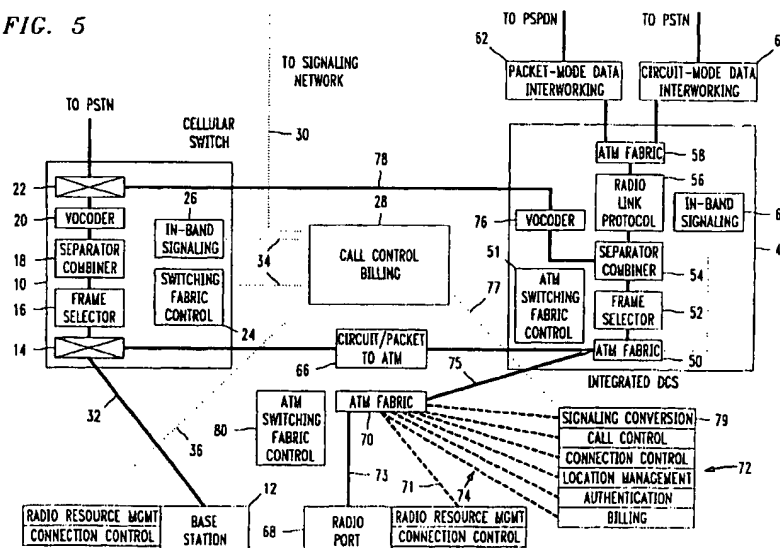 FIG. 5
TO PSPDN
TO PSTN
62
6
PACKET-MODE DATA
INTERWORKING
CIRCUIT-MODE DATA
INTERWORKING
TO SIGNALING
NETWORK
TO PSTN
CELLULAR
SWITCH
30
ATM FABRIC
58
56
RADIO
LINK
PROTOCOL
IN-BAND
SIGNALING
6
22
78
28
26
20
VOCODER
IN-BAND
SIGNALING
76
VOCODER
4
34
CALL CONTROL
BILLING
51
18
SEPARATOR
COMBINER
SEPARATOR
COMBINER
54
10
SWITCHING
FABRIC
CONTROL
ATM
SWITCHING
FABRIC
CONTROL
77
16
FRAME
SELECTOR
FRAME
SELECTOR
52
24
14
CIRCUIT/PACKET
TO ATM
66
75
ATM FABRIC
50
INTEGRATED DCS
32
36
80
ATM
SWITCHING
FABRIC
CONTROL
ATM FABRIC
70
SIGNALING CONVERSION
79
CALL CONTROL
CONNECTION CONTROL
72
LOCATION MANAGEMENT
AUTHENTICATION
BILLING
73
71
74
12
68
RADIO RESOURCE MGMT
CONNECTION CONTROL
BASE
STATION
RADIO
PORT
RADIO RESOURCE MGMT
CONNECTION CONTROL